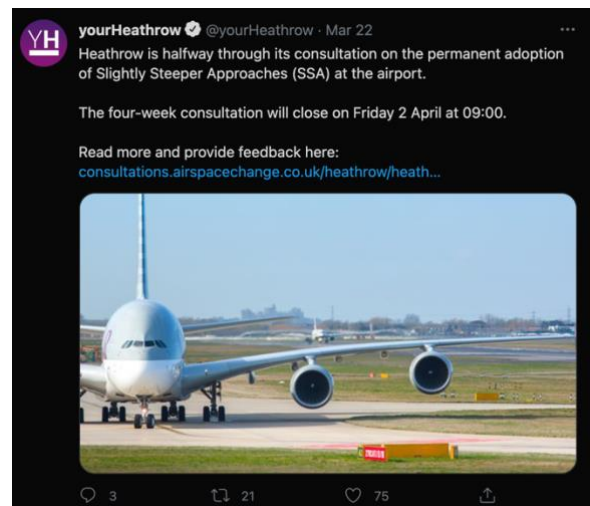 YH
yourHeathrow @yourHeathrow · Mar 22
Heathrow is halfway through its consultation on the permanent adoption
of Slightly Steeper Approaches (SSA) at the airport.
The four-week consultation will close on Friday 2 April at 09:00.
Read more and provide feedback here:
consultations.airspacechange.co.uk/heathrow/heath...
3
21
75